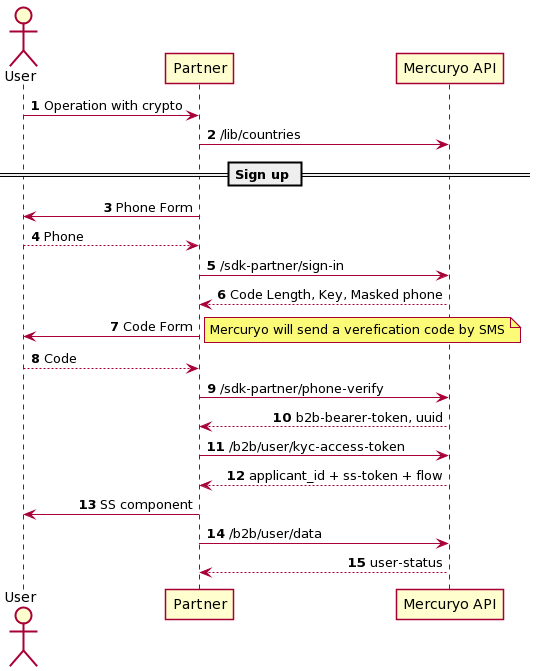 User
Partner
Mercuryo API
1 Operation with crypto
2 /lib/countries
Sign up
3 Phone Form
4 Phone
5 /sdk-partner/sign-in
6 Code Length, Key, Masked phone
7 Code Form
Mercuryo will send a verefication code by SMS
8 Code
9 /sdk-partner/phone-verify
10 b2b-bearer-token, uuid
11 /b2b/user/kyc-access-token
12 applicant_id + ss-token + flow
13 SS component
14 /b2b/user/data
15 user-status
User
Partner
Mercuryo API